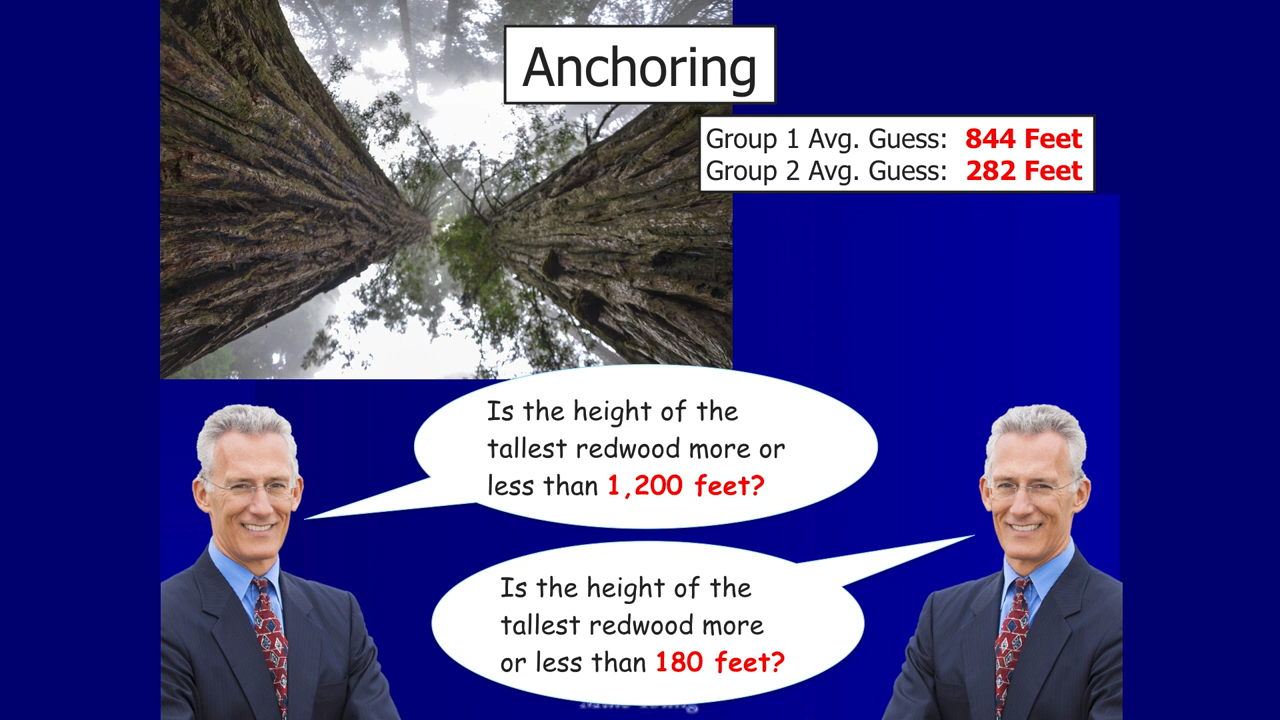 Anchoring
Group 1 Avg. Guess: 844 Feet
Group 2 Avg. Guess: 282 Feet
Is the height of the
tallest redwood more or
less than 1,200 feet?
Is the height of the
tallest redwood more
or less than 180 feet?